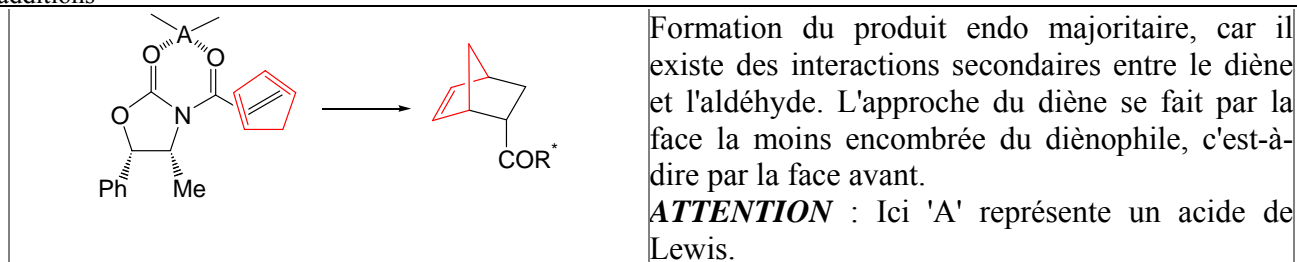 additions
A
O
O
O
N
Ph
Me
COR*
Formation du produit endo majoritaire, car il
existe des interactions secondaires entre le diène
et l'aldéhyde. L'approche du diène se fait par la
face la moins encombrée du diènophile, c'est-à-
dire par la face avant.
ATTENTION : Ici 'A' représente un acide de
Lewis.